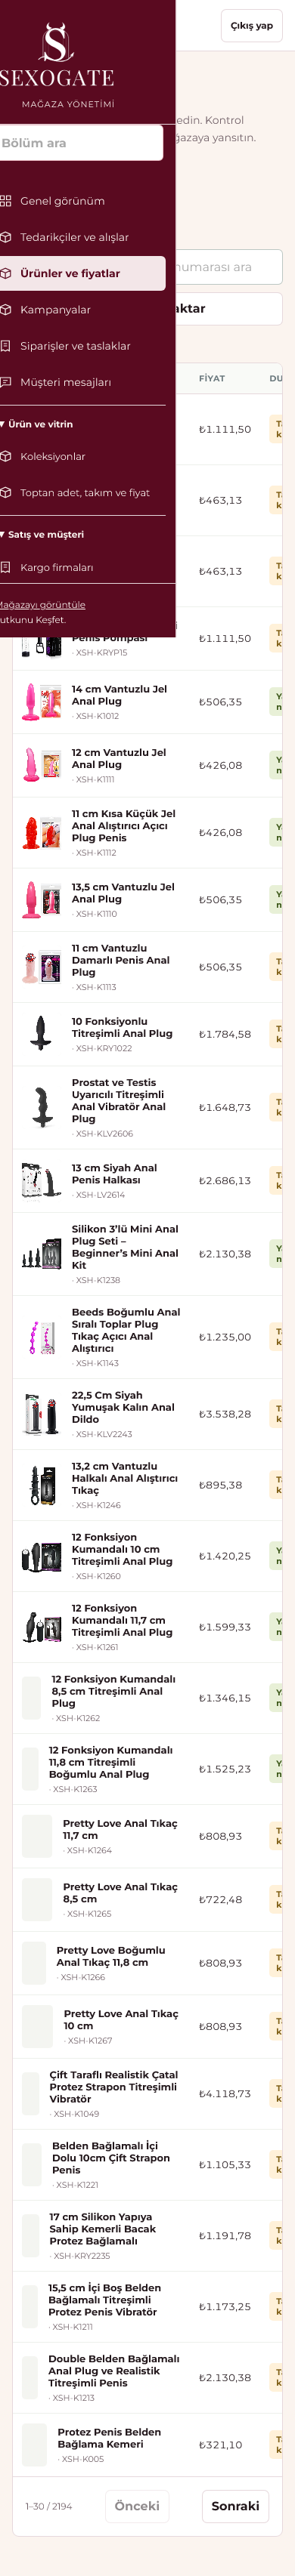 SEXOGATE
MAĞAZA YÖNETİMİ
Bölüm ara
Genel görünüm
Tedarikçiler ve alışlar
Ürünler ve fiyatlar
Kampanyalar
Siparişler ve taslaklar
Müşteri mesajları
Ürün ve vitrin
Koleksiyonlar
Toptan adet, takım ve fiyat
Satış ve müşteri
Kargo firmaları
Mağazayı görüntüle
utkunu Keşfet.
Çıkış yap
edin. Kontrol
ğazaya yansıtın.
numarası ara
aktar
FİYAT
DU
₺1.111,50
₺463,13
₺463,13
Penis Pompası
· XSH-KRYP15
₺1.111,50
14 cm Vantuzlu Jel
Anal Plug
· XSH-K1012
₺506,35
12 cm Vantuzlu Jel
Anal Plug
· XSH-K1111
₺426,08
11 cm Kısa Küçük Jel
Anal Alıştırıcı Açıcı
Plug Penis
· XSH-K1112
₺426,08
13,5 cm Vantuzlu Jel
Anal Plug
· XSH-K1110
₺506,35
11 cm Vantuzlu
Damarlı Penis Anal
Plug
· XSH-K1113
₺506,35
10 Fonksiyonlu
Titreşimli Anal Plug
· XSH-KRY1022
₺1.784,58
Prostat ve Testis
Uyarıcılı Titreşimli
Anal Vibratör Anal
Plug
· XSH-KLV2606
₺1.648,73
13 cm Siyah Anal
Penis Halkası
· XSH-LV2614
₺2.686,13
Silikon 3’lü Mini Anal
Plug Seti –
Beginner’s Mini Anal
Kit
· XSH-K1238
₺2.130,38
Beeds Boğumlu Anal
Sıralı Toplar Plug
Tıkaç Açıcı Anal
Alıştırıcı
· XSH-K1143
₺1.235,00
22,5 Cm Siyah
Yumuşak Kalın Anal
Dildo
· XSH-KLV2243
₺3.538,28
13,2 cm Vantuzlu
Halkalı Anal Alıştırıcı
Tıkaç
· XSH-K1246
₺895,38
12 Fonksiyon
Kumandalı 10 cm
Titreşimli Anal Plug
· XSH-K1260
₺1.420,25
12 Fonksiyon
Kumandalı 11,7 cm
Titreşimli Anal Plug
· XSH-K1261
₺1.599,33
12 Fonksiyon Kumandalı
8,5 cm Titreşimli Anal
Plug
· XSH-K1262
₺1.346,15
12 Fonksiyon Kumandalı
11,8 cm Titreşimli
Boğumlu Anal Plug
· XSH-K1263
₺1.525,23
Pretty Love Anal Tıkaç
11,7 cm
· XSH-K1264
₺808,93
Pretty Love Anal Tıkaç
8,5 cm
· XSH-K1265
₺722,48
Pretty Love Boğumlu
Anal Tıkaç 11,8 cm
· XSH-K1266
₺808,93
Pretty Love Anal Tıkaç
10 cm
· XSH-K1267
₺808,93
Çift Taraflı Realistik Çatal
Protez Strapon Titreşimli
Vibratör
· XSH-K1049
₺4.118,73
Belden Bağlamalı İçi
Dolu 10cm Çift Strapon
Penis
· XSH-K1221
₺1.105,33
17 cm Silikon Yapıya
Sahip Kemerli Bacak
Protez Bağlamalı
· XSH-KRY2235
₺1.191,78
15,5 cm İçi Boş Belden
Bağlamalı Titreşimli
Protez Penis Vibratör
· XSH-K1211
₺1.173,25
Double Belden Bağlamalı
Anal Plug ve Realistik
Titreşimli Penis
· XSH-K1213
₺2.130,38
Protez Penis Belden
Bağlama Kemeri
· XSH-K005
₺321,10
1–30 / 2194
Önceki
Sonraki